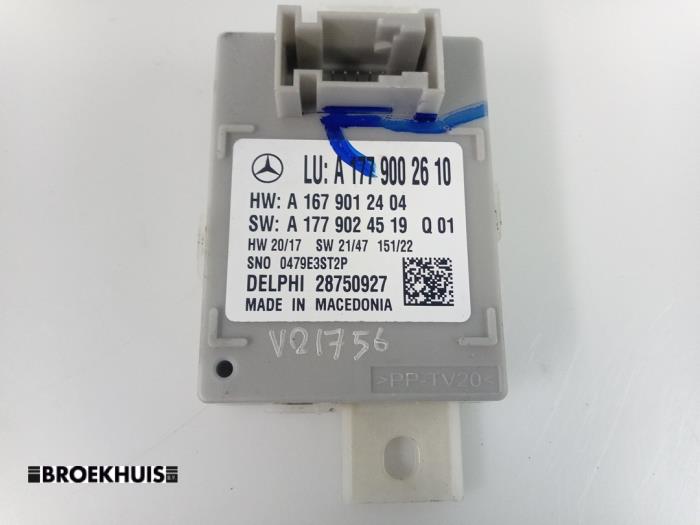 LU: A 177 900 26 10
HW: A 167 901 24 04
SW: A 177 902 45 19 Q 01
HW 20/17 SW 21/47 151/22
SNO 0479E3ST2P
DELPHI 28750927
MADE IN MACEDONIA
V21756
>PP-TV20<
BROEKHUIS B.V.